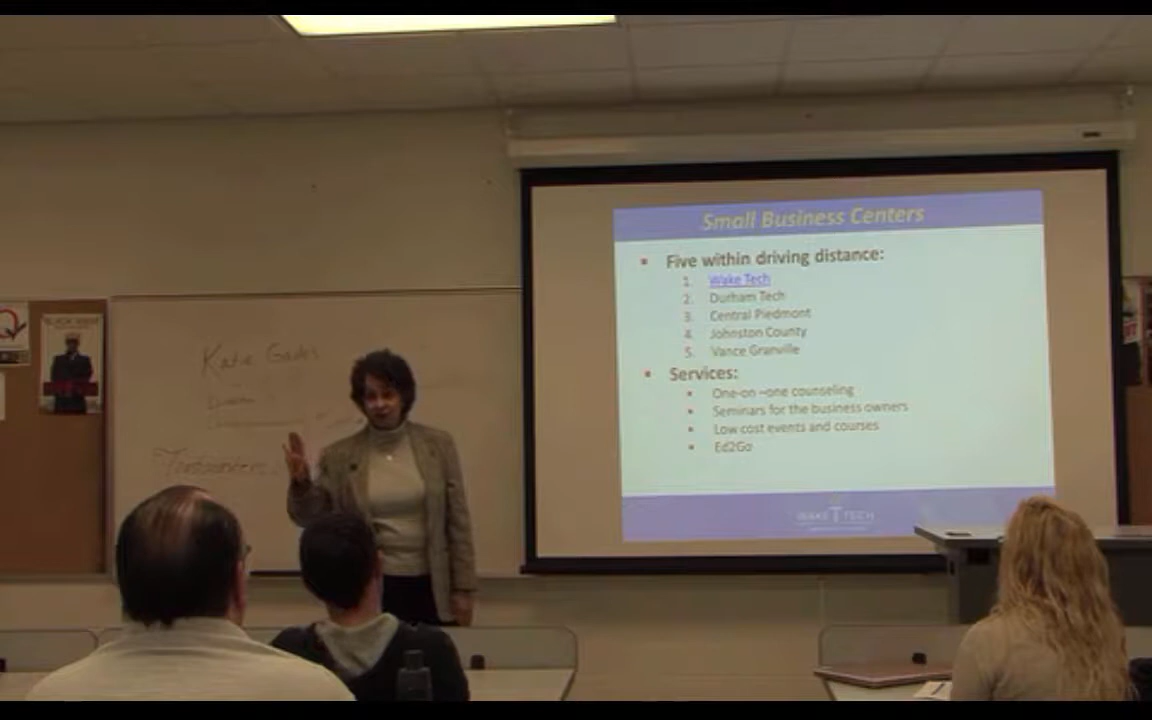 Small Business Centers
Five within driving distance:
1. Wake Tech
2. Durham Tech
3. Central Piedmont
4. Johnston County
5. Vance Granville
Services:
One-on –one counseling
Seminars for the business owners
Low cost events and courses
Ed2Go
WAKE TECH
Katie Gades